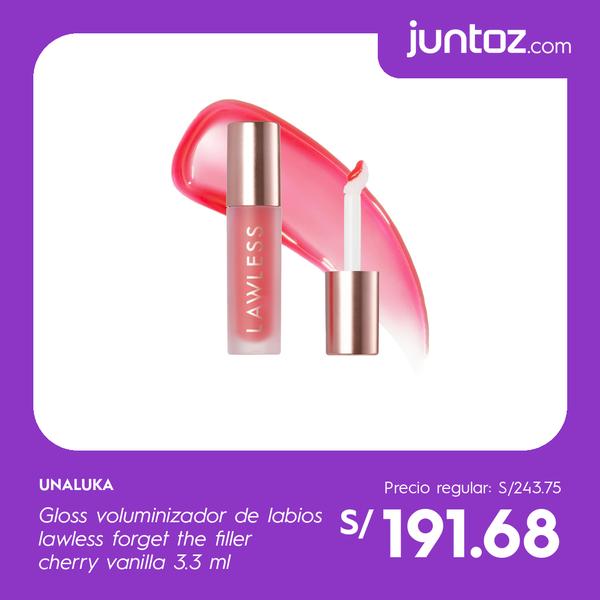 juntoz.com
LAWLESS
UNALUKA
Gloss voluminizador de labios
lawless forget the filler
cherry vanilla 3.3 ml
Precio regular: S/243.75
S/191.68